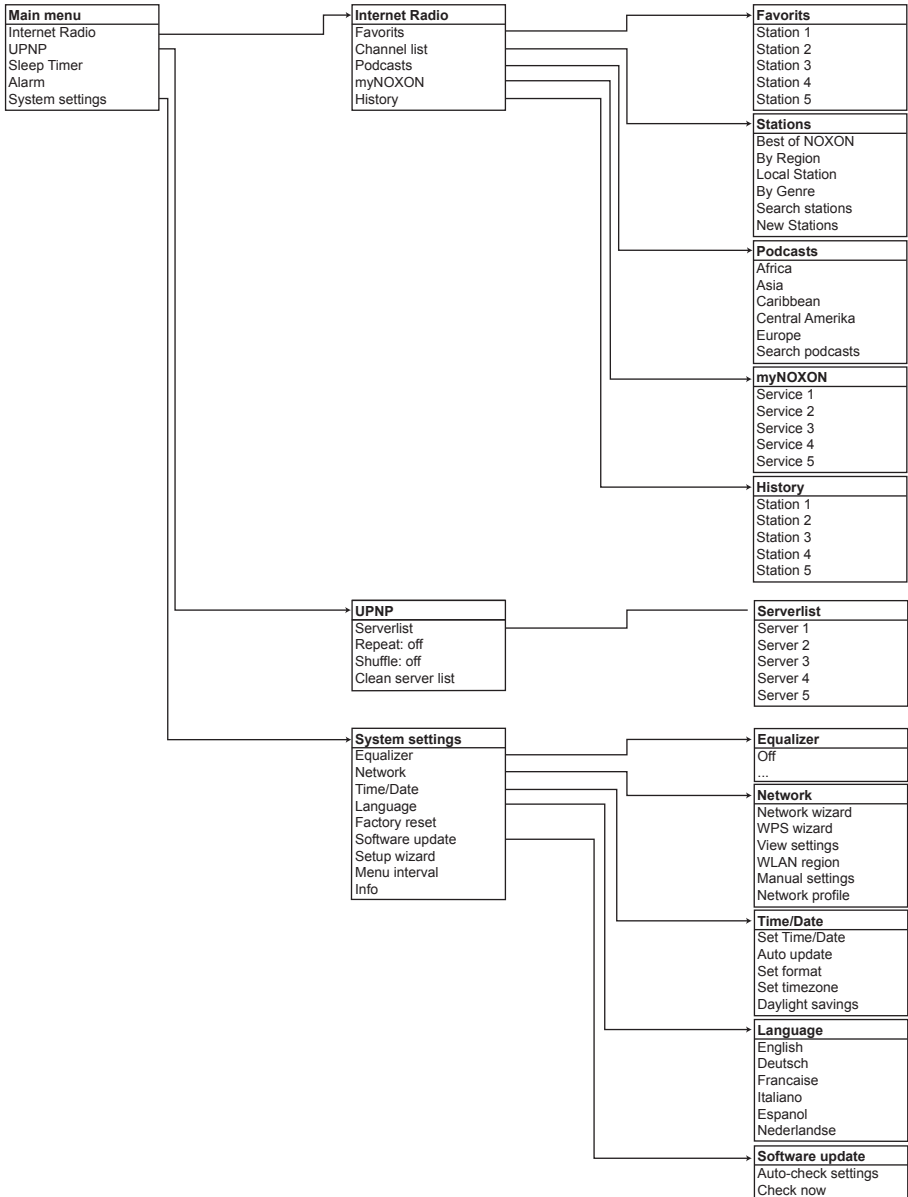 Main menu
Internet Radio
UPNP
Sleep Timer
Alarm
System settings
Internet Radio
Favorits
Channel list
Podcasts
myNOXON
History
Favorits
Station 1
Station 2
Station 3
Station 4
Station 5
Stations
Best of NOXON
By Region
Local Station
By Genre
Search stations
New Stations
Podcasts
Africa
Asia
Caribbean
Central Amerika
Europe
Search podcasts
myNOXON
Service 1
Service 2
Service 3
Service 4
Service 5
History
Station 1
Station 2
Station 3
Station 4
Station 5
UPNP
Serverlist
Repeat: off
Shuffle: off
Clean server list
Serverlist
Server 1
Server 2
Server 3
Server 4
Server 5
System settings
Equalizer
Network
Time/Date
Language
Factory reset
Software update
Setup wizard
Menu interval
Info
Equalizer
Off
...
Network
Network wizard
WPS wizard
View settings
WLAN region
Manual settings
Network profile
Time/Date
Set Time/Date
Auto update
Set format
Set timezone
Daylight savings
Language
English
Deutsch
Francaise
Italiano
Espanol
Nederlandse
Software update
Auto-check settings
Check now